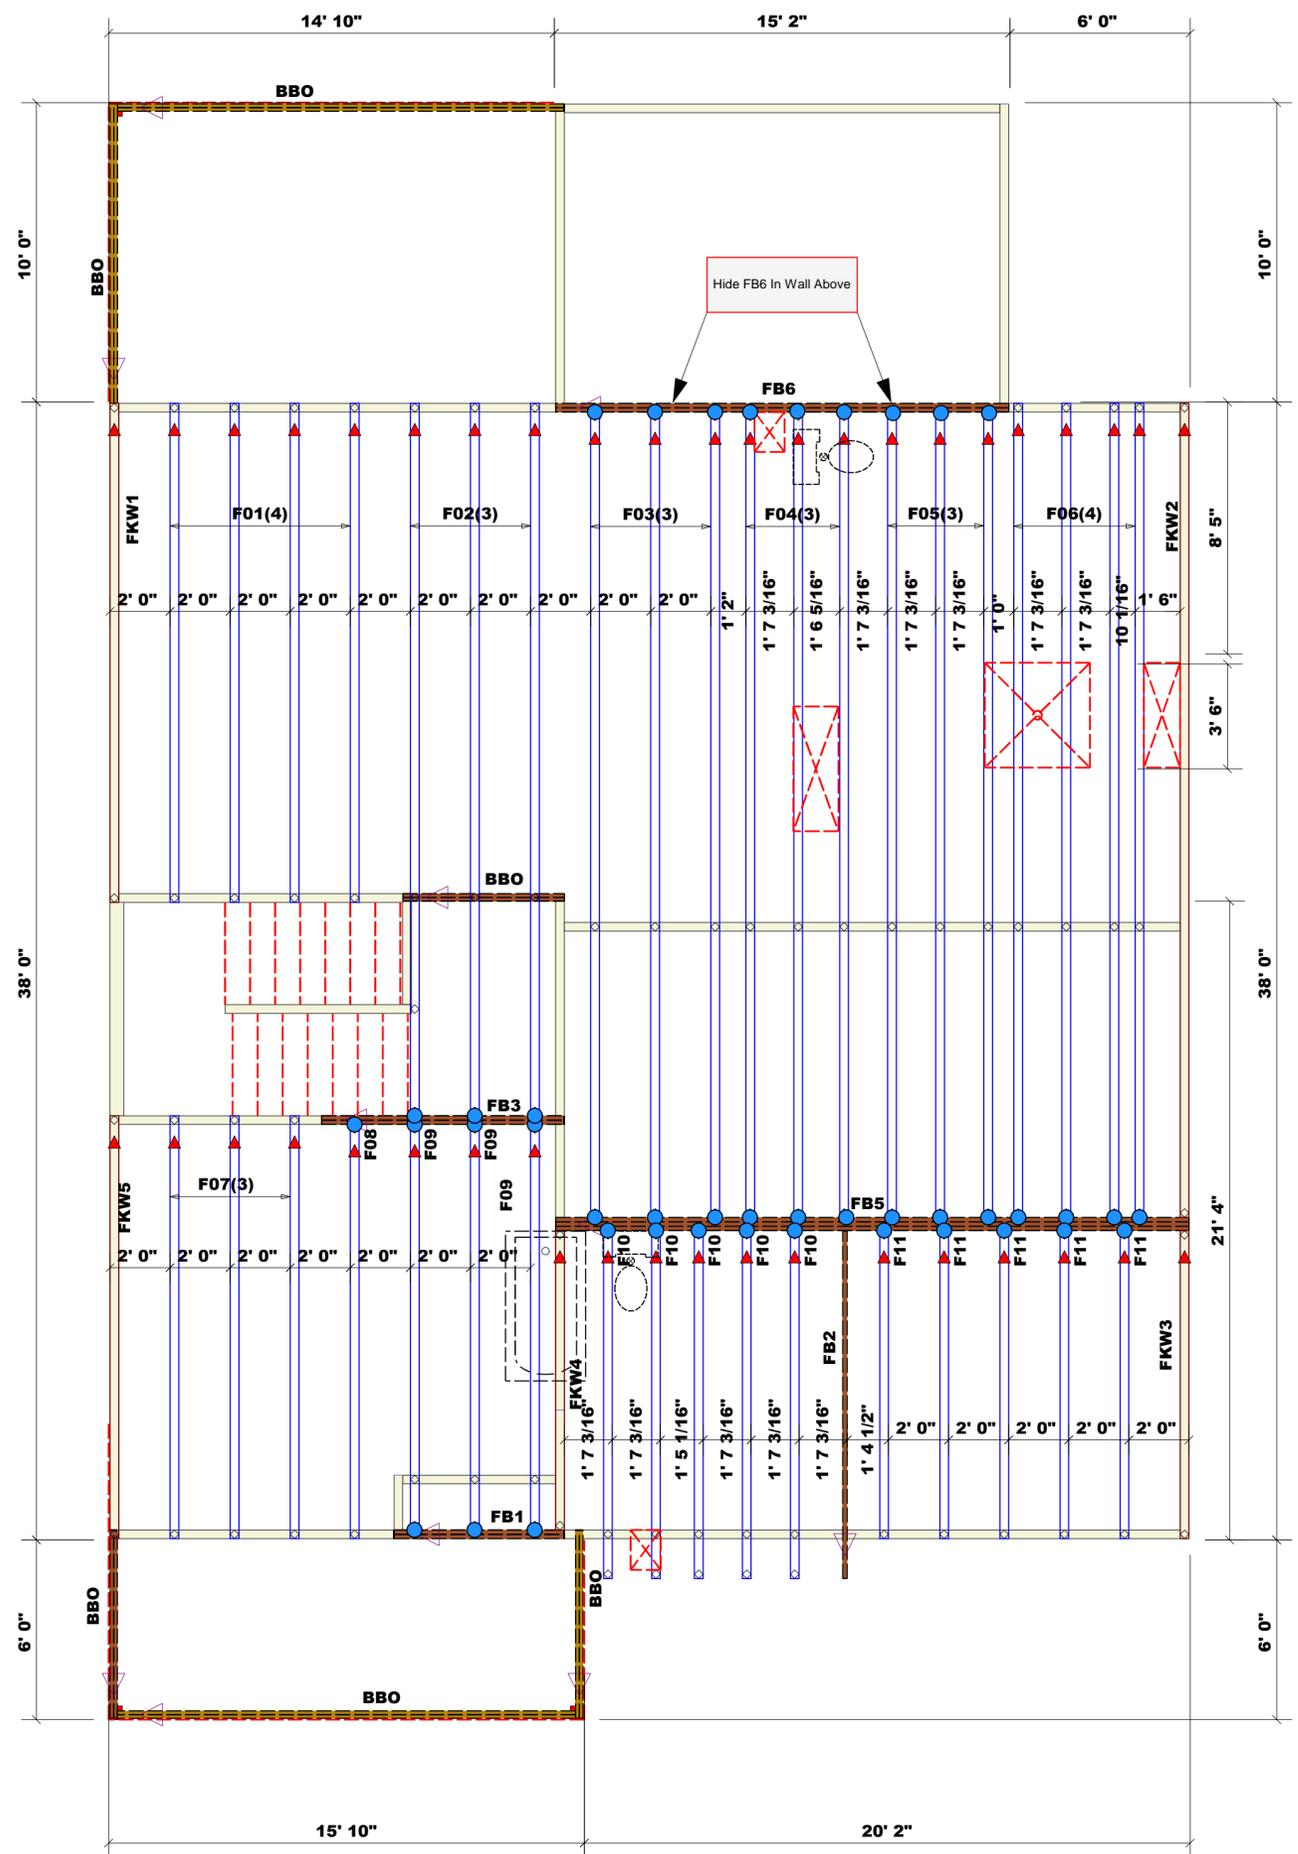 14' 10"
15' 2"
6' 0"
BBO
10' 0"
BBO
Hide FB6 In Wall Above
10' 0"
FB6
FKW1
F01(4)
F02(3)
F03(3)
F04(3)
F05(3)
F06(4)
FKW2
8' 5"
2' 0"
2' 0"
2' 0"
2' 0"
2' 0"
2' 0"
2' 0"
2' 0"
2' 0"
2' 0"
1' 2"
1' 7 3/16"
1' 6 5/16"
1' 7 3/16"
1' 7 3/16"
1' 7 3/16"
1' 0"
1' 7 3/16"
1' 7 3/16"
10 1/16"
1' 6"
3' 6"
BBO
38' 0"
38' 0"
FB3
F08
F09
F09
F09
F07(3)
FKW5
FB5
21' 4"
F10
F10
F10
F10
F10
F11
F11
F11
F11
F11
2' 0"
2' 0"
2' 0"
2' 0"
2' 0"
2' 0"
2' 0"
FKW4
FB2
FKW3
1' 7 3/16"
1' 7 3/16"
1' 5 1/16"
1' 7 3/16"
1' 7 3/16"
1' 7 3/16"
1' 4 1/2"
2' 0"
2' 0"
2' 0"
2' 0"
2' 0"
FB1
BBO
BBO
6' 0"
6' 0"
BBO
15' 10"
20' 2"